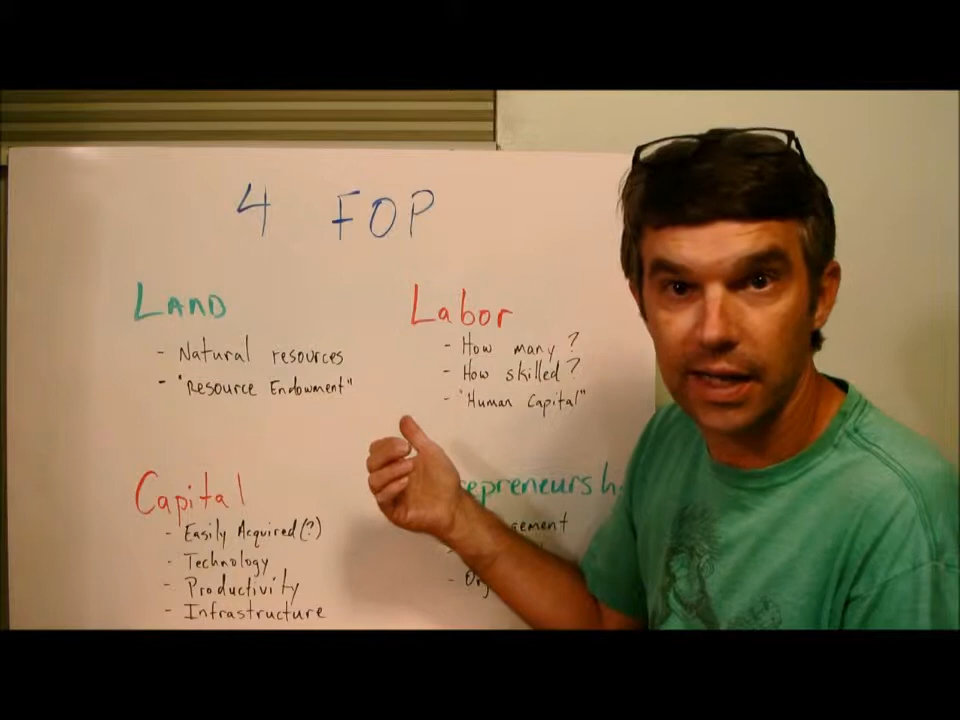 4 FOP
LAND
- Natural resources
- "Resource Endowment"
Labor
- How many?
- How skilled?
- "Human Capital"
Capital
- Easily Acquired(?)
- Technology
- Productivity
- Infrastructure